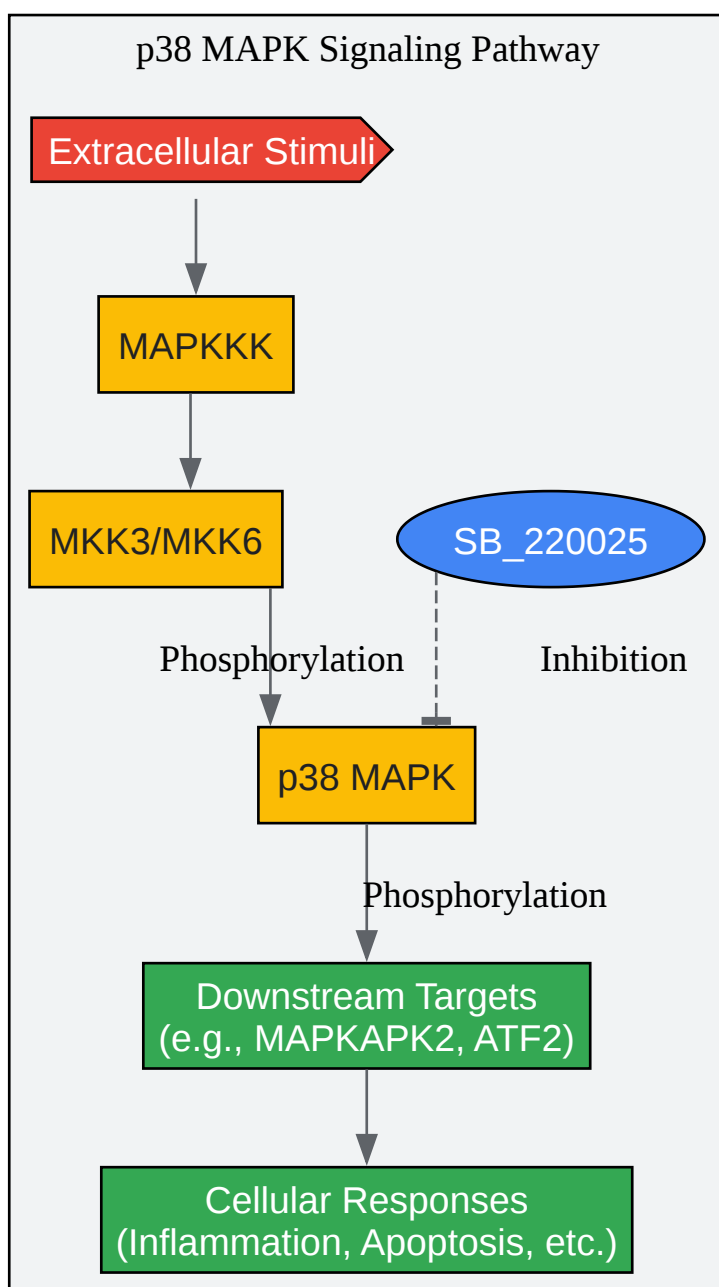 p38 MAPK Signaling Pathway
Extracellular Stimuli
MAPKKK
MKK3/MKK6
SB_220025
Phosphorylation
Inhibition
p38 MAPK
Phosphorylation
Downstream Targets
(e.g., MAPKAPK2, ATF2)
Cellular Responses
(Inflammation, Apoptosis, etc.)